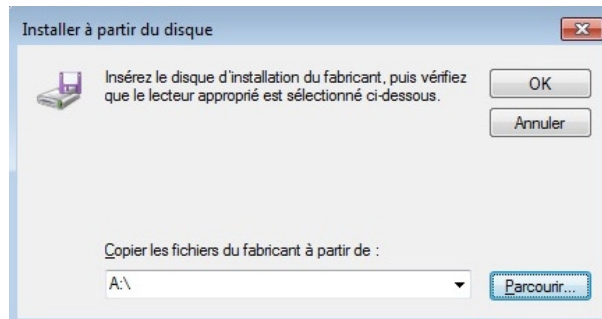 Installer à partir du disque
Insérez le disque d'installation du fabricant, puis vérifiez
que le lecteur approprié est sélectionné ci-dessous.
OK
Annuler
Copier les fichiers du fabricant à partir de :
A:\
Parcourir...